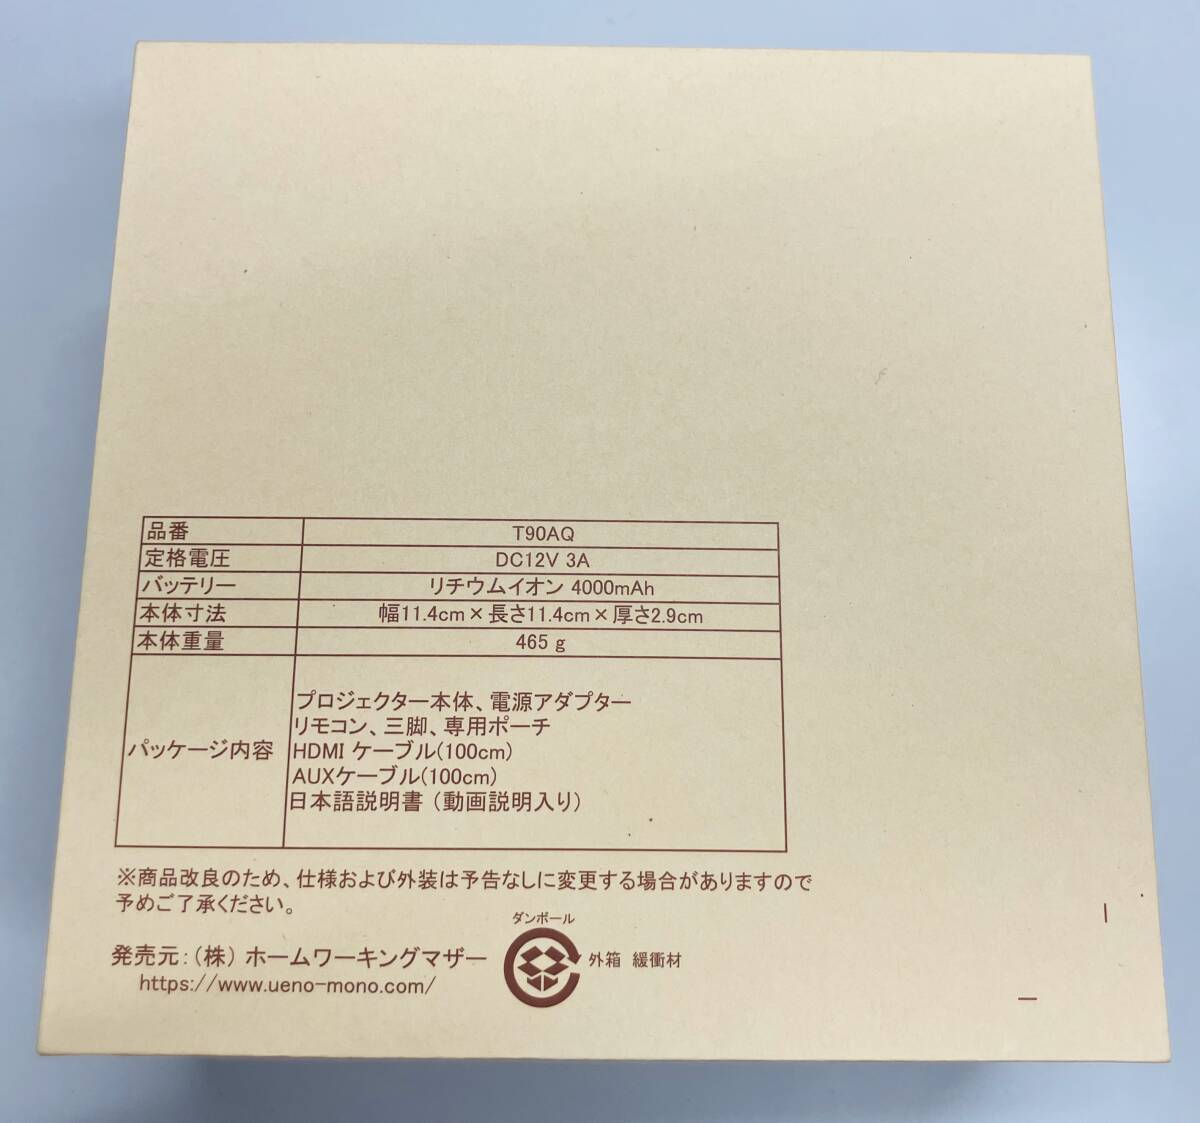 品番 T90AQ
定格電圧 DC12V 3A
バッテリー リチウムイオン 4000mAh
本体寸法 幅11.4cm×長さ11.4cm×厚さ2.9cm
本体重量 465ｇ
パッケージ内容
プロジェクター本体、電源アダプター
リモコン、三脚、専用ポーチ
HDMI ケーブル(100cm)
AUXケーブル(100cm)
日本語説明書（動画説明入り）
※商品改良のため、仕様および外装は予告なしに変更する場合がありますので
予めご了承ください。
発売元:（株）ホームワーキングマザー
https://www.ueno-mono.com/
ダンボール
外箱 緩衝材